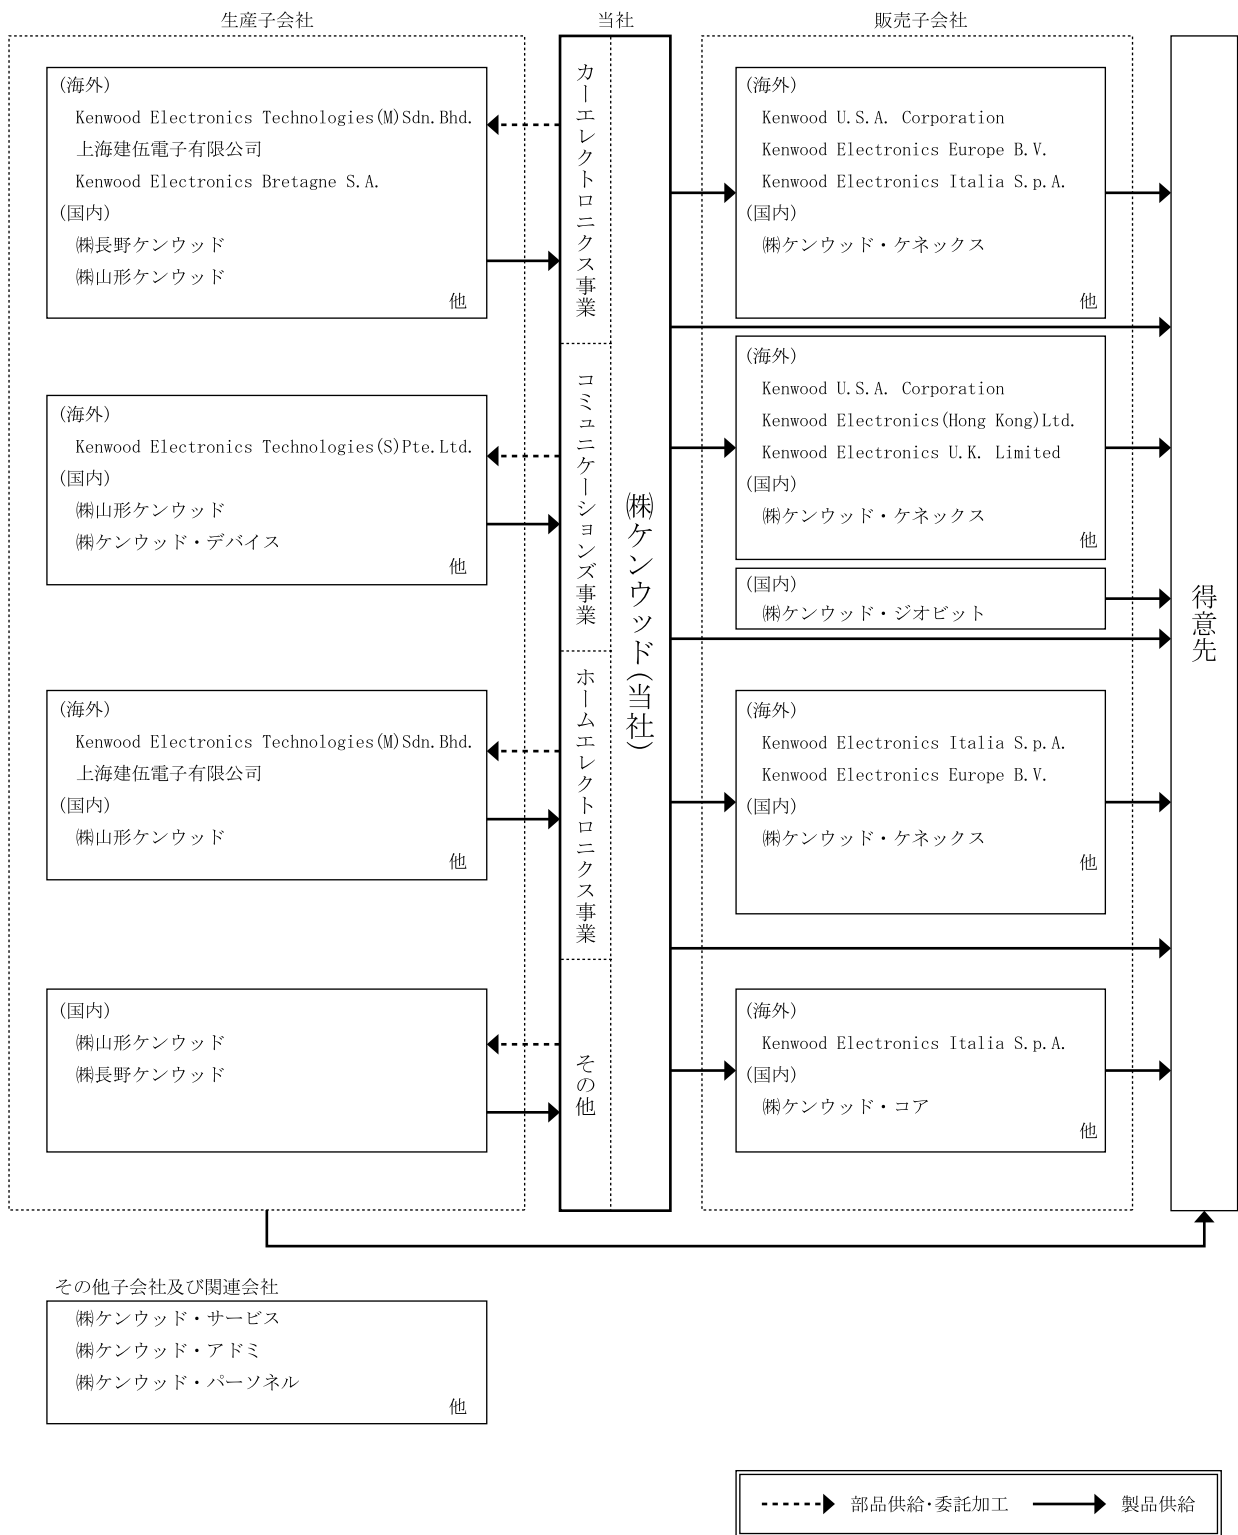 生産子会社
当社
販売子会社
(海外)
Kenwood Electronics Technologies(M)Sdn.Bhd.
上海建伍電子有限公司
Kenwood Electronics Bretagne S.A.
(国内)
㈱長野ケンウッド
㈱山形ケンウッド
他
(海外)
Kenwood Electronics Technologies(S)Pte.Ltd.
(国内)
㈱山形ケンウッド
㈱ケンウッド・デバイス
他
(海外)
Kenwood Electronics Technologies(M)Sdn.Bhd.
上海建伍電子有限公司
(国内)
㈱山形ケンウッド
他
(国内)
㈱山形ケンウッド
㈱長野ケンウッド
カーエレクトロニクス事業
コミュニケーションズ事業
ホームエレクトロニクス事業
その他
㈱ケンウッド(当社)
(海外)
Kenwood U.S.A. Corporation
Kenwood Electronics Europe B.V.
Kenwood Electronics Italia S.p.A.
(国内)
㈱ケンウッド・ケネックス
他
(海外)
Kenwood U.S.A. Corporation
Kenwood Electronics(Hong Kong)Ltd.
Kenwood Electronics U.K. Limited
(国内)
㈱ケンウッド・ケネックス
他
(国内)
㈱ケンウッド・ジオビット
(海外)
Kenwood Electronics Italia S.p.A.
Kenwood Electronics Europe B.V.
(国内)
㈱ケンウッド・ケネックス
他
(海外)
Kenwood Electronics Italia S.p.A.
(国内)
㈱ケンウッド・コア
他
得意先
その他子会社及び関連会社
㈱ケンウッド・サービス
㈱ケンウッド・アドミ
㈱ケンウッド・パーソネル
他
部品供給・委託加工
製品供給